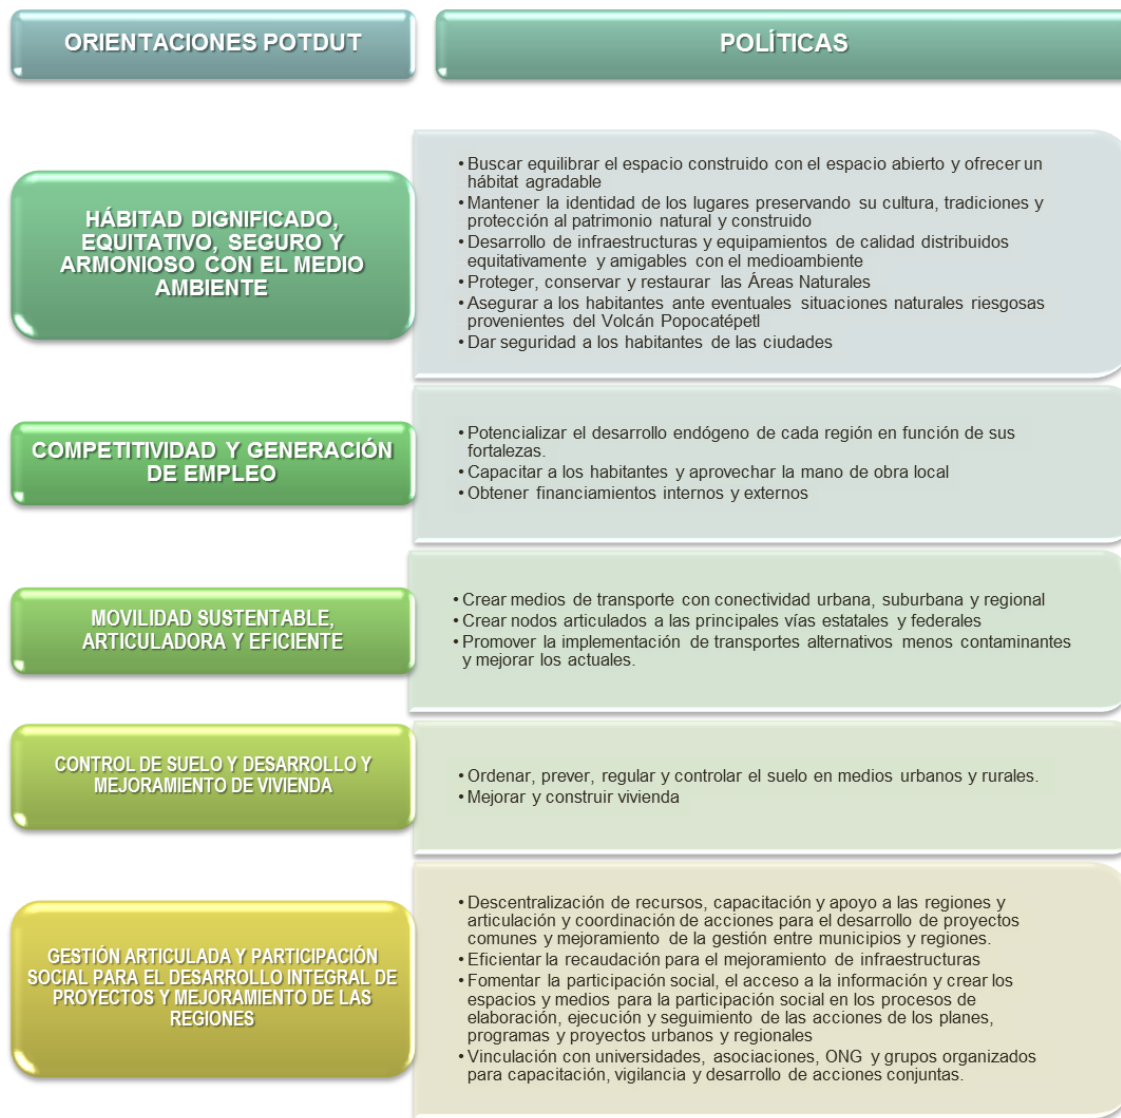 ORIENTACIONES POTDUT
POLÍTICAS
HÁBITAD DIGNIFICADO,
EQUITATIVO, SEGURO Y
ARMONIOSO CON EL MEDIO
AMBIENTE
• Buscar equilibrar el espacio construido con el espacio abierto y ofrecer un
hábitat agradable
• Mantener la identidad de los lugares preservando su cultura, tradiciones y
protección al patrimonio natural y construido
• Desarrollo de infraestructuras y equipamientos de calidad distribuidos
equitativamente y amigables con el medioambiente
• Proteger, conservar y restaurar las Áreas Naturales
• Asegurar a los habitantes ante eventuales situaciones naturales riesgosas
provenientes del Volcán Popocatépetl
• Dar seguridad a los habitantes de las ciudades
COMPETITIVIDAD Y GENERACIÓN
DE EMPLEO
• Potencializar el desarrollo endógeno de cada región en función de sus
fortalezas.
• Capacitar a los habitantes y aprovechar la mano de obra local
• Obtener financiamientos internos y externos
MOVILIDAD SUSTENTABLE,
ARTICULADORA Y EFICIENTE
• Crear medios de transporte con conectividad urbana, suburbana y regional
• Crear nodos articulados a las principales vías estatales y federales
• Promover la implementación de transportes alternativos menos contaminantes
y mejorar los actuales.
CONTROL DE SUELO Y DESARROLLO Y
MEJORAMIENTO DE VIVIENDA
• Ordenar, prever, regular y controlar el suelo en medios urbanos y rurales.
• Mejorar y construir vivienda
GESTIÓN ARTICULADA Y PARTICIPACIÓN
SOCIAL PARA EL DESARROLLO INTEGRAL DE
PROYECTOS Y MEJORAMIENTO DE LAS
REGIONES
• Descentralización de recursos, capacitación y apoyo a las regiones y
articulación y coordinación de acciones para el desarrollo de proyectos
comunes y mejoramiento de la gestión entre municipios y regiones.
• Eficientar la recaudación para el mejoramiento de infraestructuras
• Fomentar la participación social, el acceso a la información y crear los
espacios y medios para la participación social en los procesos de
elaboración, ejecución y seguimiento de las acciones de los planes,
programas y proyectos urbanos y regionales
• Vinculación con universidades, asociaciones, ONG y grupos organizados
para capacitación, vigilancia y desarrollo de acciones conjuntas.